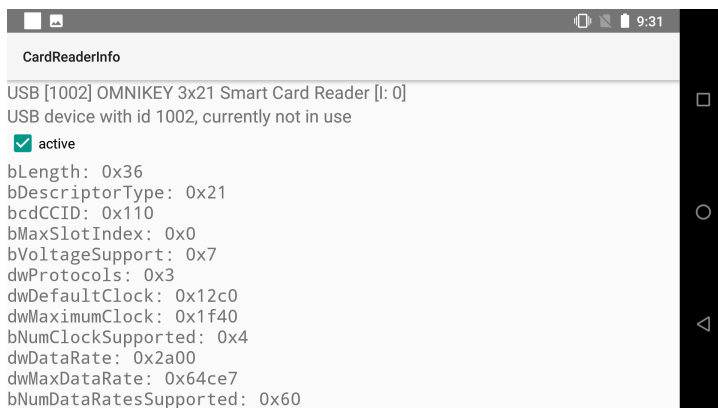 9:31
CardReaderInfo
USB [1002] OMNIKEY 3x21 Smart Card Reader [I: 0]
USB device with id 1002, currently not in use
active
bLength: 0x36
bDescriptorType: 0x21
bcdCCID: 0x110
bMaxSlotIndex: 0x0
bVoltageSupport: 0x7
dwProtocols: 0x3
dwDefaultClock: 0x12c0
dwMaximumClock: 0x1f40
bNumClockSupported: 0x4
dwDataRate: 0x2a00
dwMaxDataRate: 0x64ce7
bNumDataRatesSupported: 0x60